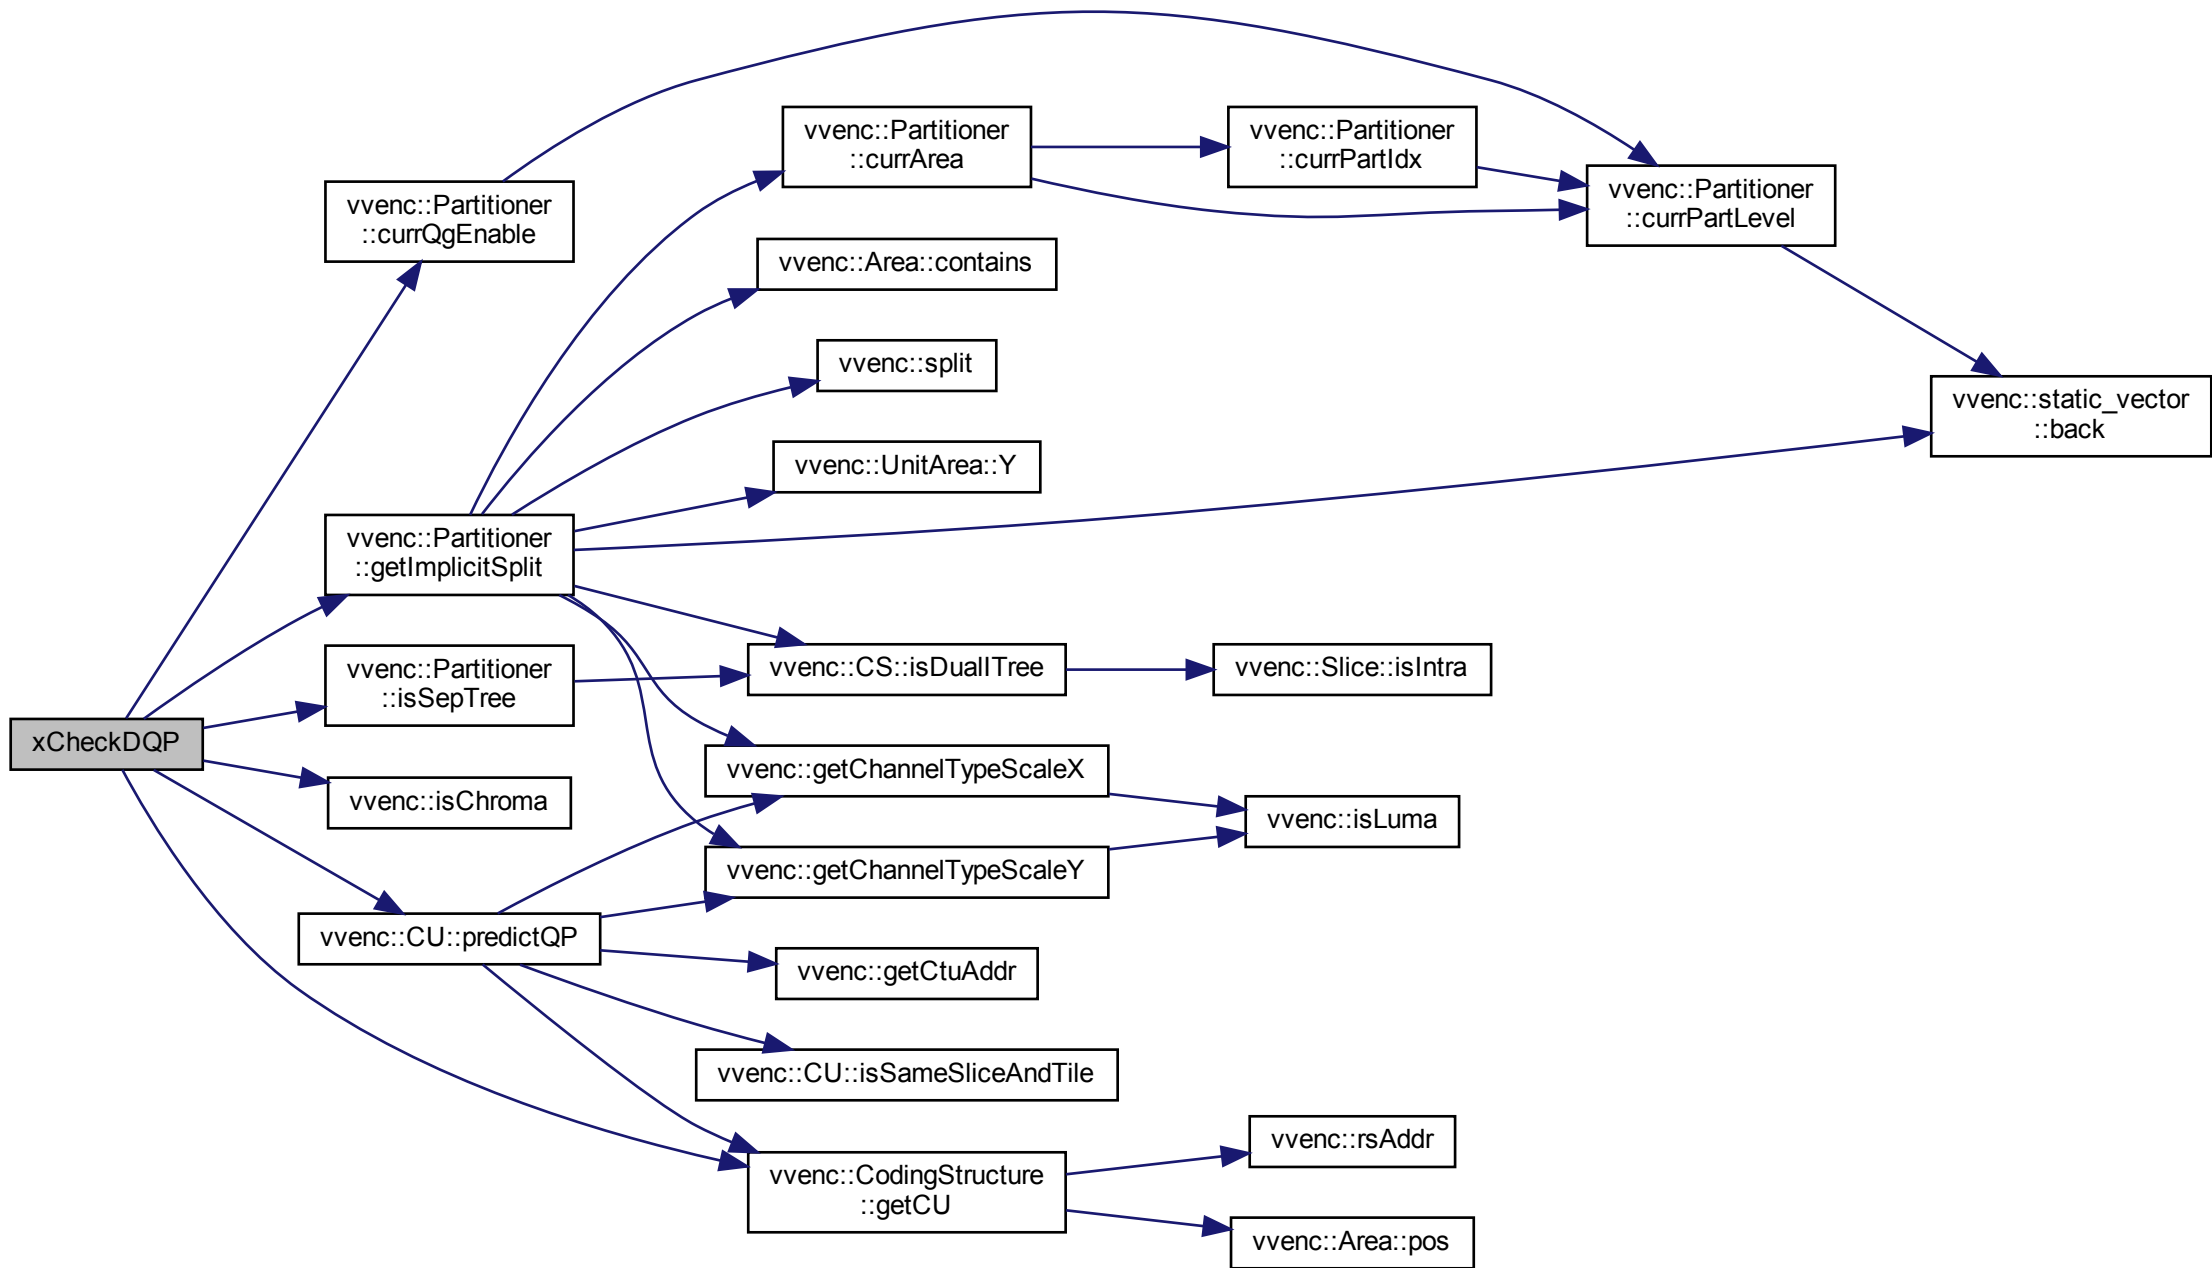 xCheckDQP
vvenc::Partitioner
::currQgEnable
vvenc::Partitioner
::getImplicitSplit
vvenc::Partitioner
::isSepTree
vvenc::isChroma
vvenc::CU::predictQP
vvenc::Partitioner
::currArea
vvenc::Area::contains
vvenc::split
vvenc::UnitArea::Y
vvenc::CS::isDualITree
vvenc::getChannelTypeScaleX
vvenc::getChannelTypeScaleY
vvenc::getCtuAddr
vvenc::CU::isSameSliceAndTile
vvenc::CodingStructure
::getCU
vvenc::Partitioner
::currPartIdx
vvenc::Slice::isIntra
vvenc::isLuma
vvenc::rsAddr
vvenc::Area::pos
vvenc::Partitioner
::currPartLevel
vvenc::static_vector
::back